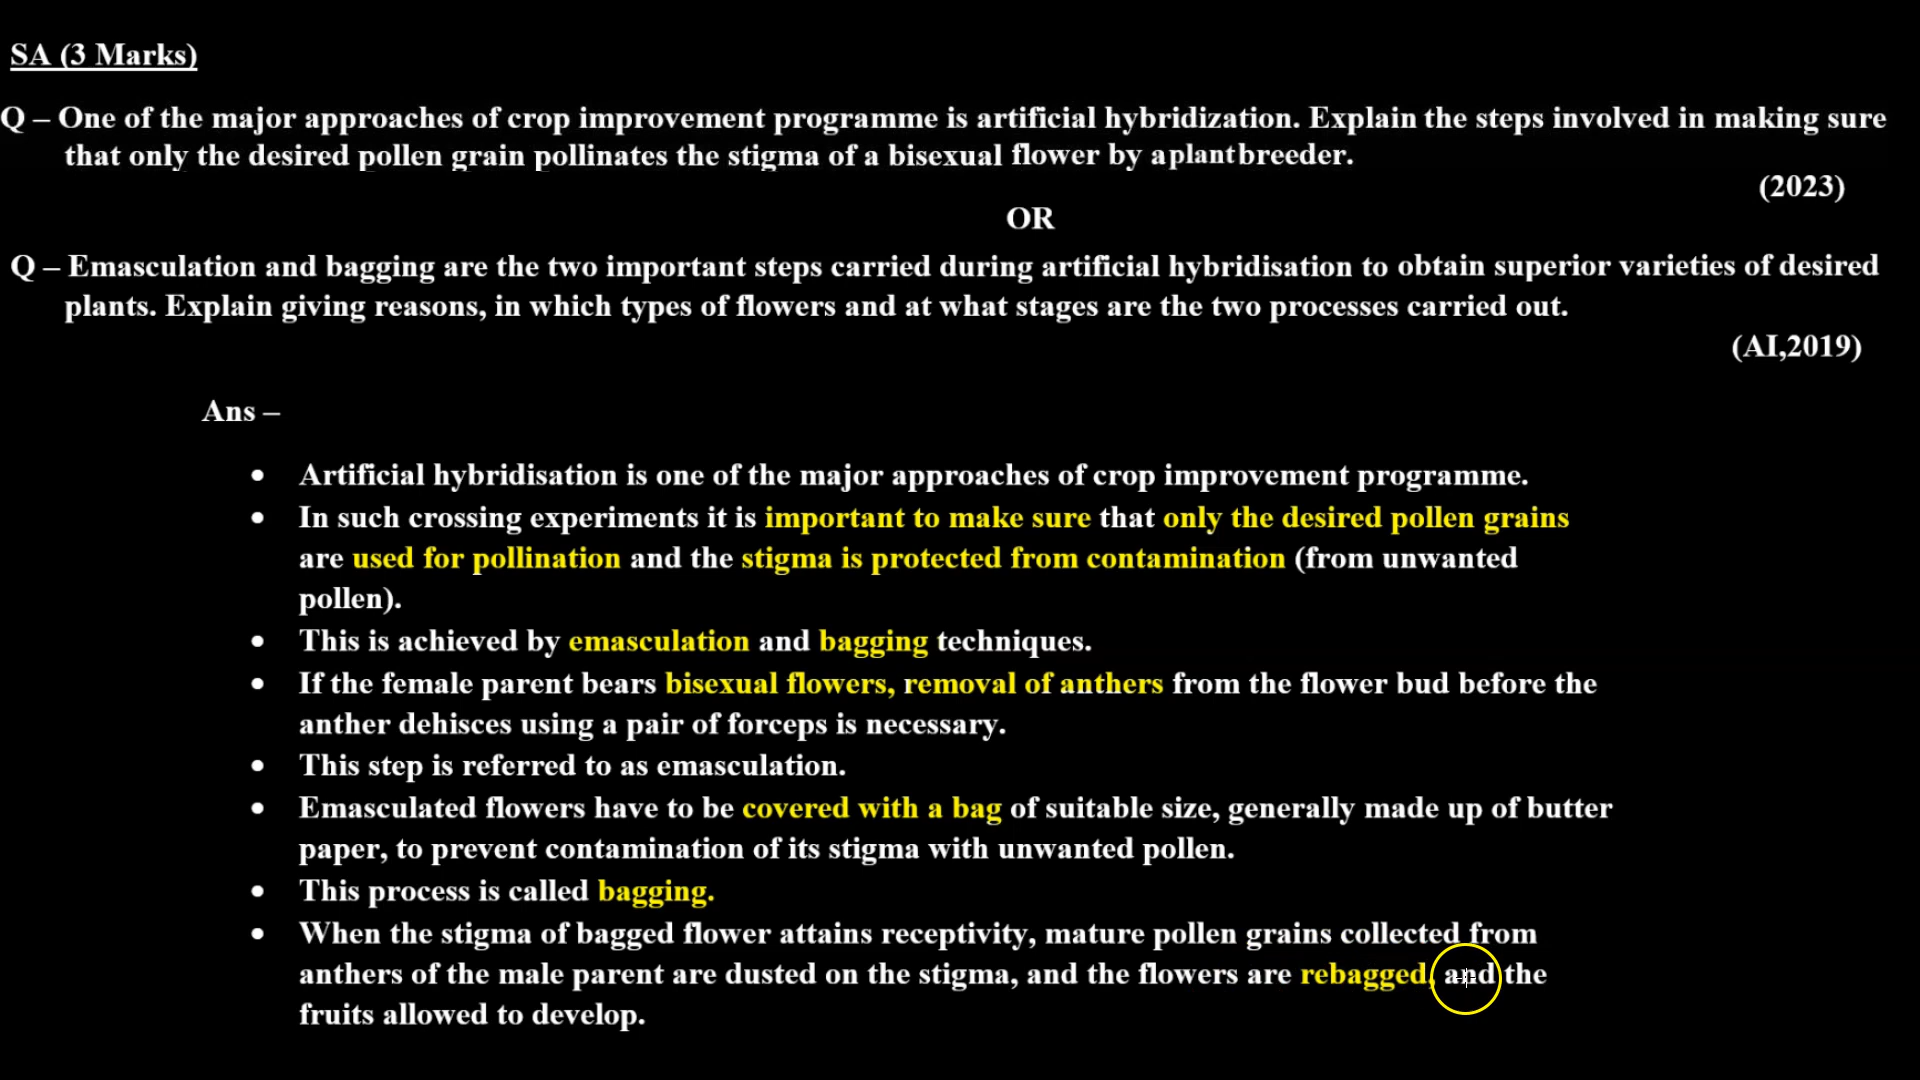 SA (3 Marks)
Q – One of the major approaches of crop improvement programme is artificial hybridization. Explain the steps involved in making sure
that only the desired pollen grain pollinates the stigma of a bisexual flower by a plant breeder.
(2023)
OR
Q – Emasculation and bagging are the two important steps carried during artificial hybridisation to obtain superior varieties of desired
plants. Explain giving reasons, in which types of flowers and at what stages are the two processes carried out.
(AI,2019)
Ans –
• Artificial hybridisation is one of the major approaches of crop improvement programme.
• In such crossing experiments it is important to make sure that only the desired pollen grains
are used for pollination and the stigma is protected from contamination (from unwanted
pollen).
• This is achieved by emasculation and bagging techniques.
• If the female parent bears bisexual flowers, removal of anthers from the flower bud before the
anther dehisces using a pair of forceps is necessary.
• This step is referred to as emasculation.
• Emasculated flowers have to be covered with a bag of suitable size, generally made up of butter
paper, to prevent contamination of its stigma with unwanted pollen.
• This process is called bagging.
• When the stigma of bagged flower attains receptivity, mature pollen grains collected from
anthers of the male parent are dusted on the stigma, and the flowers are rebagged, and the
fruits allowed to develop.